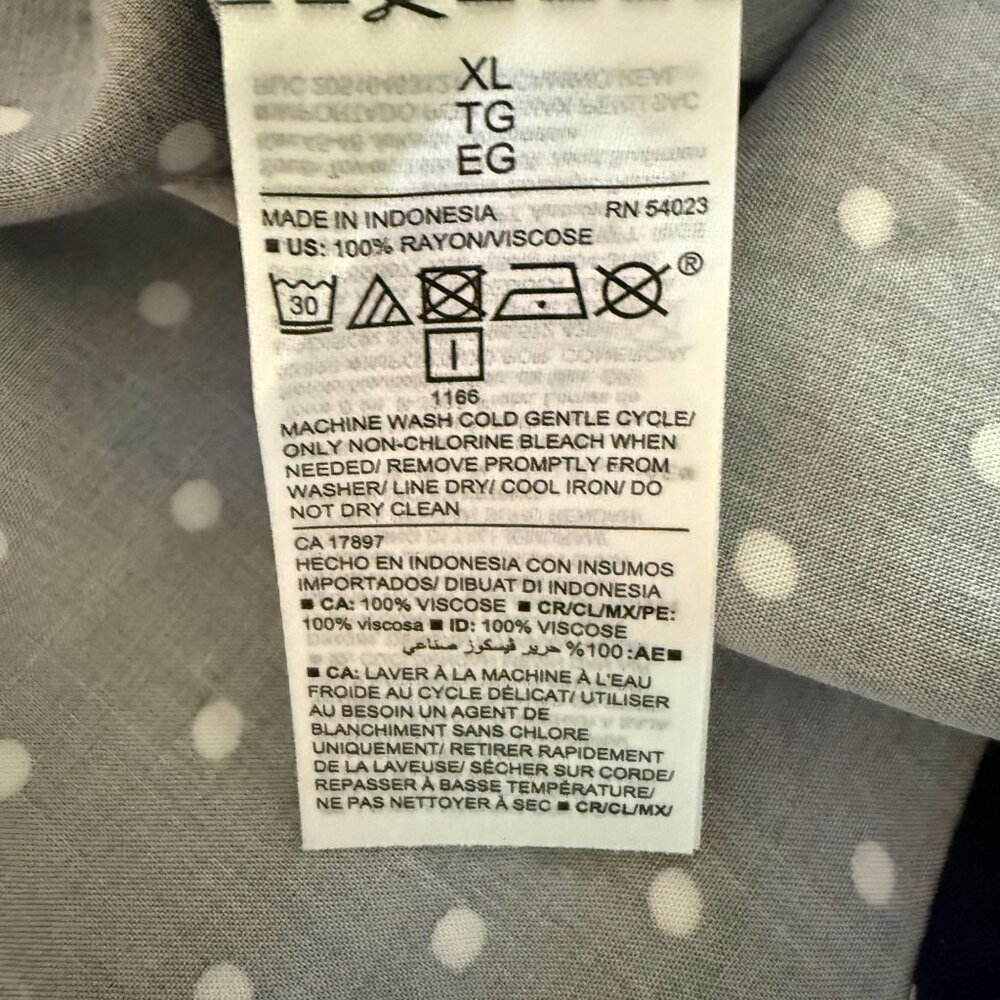 XL
TG
EG
MADE IN INDONESIA RN 54023
■ US: 100% RAYON/VISCOSE
30 ®
1166
MACHINE WASH COLD GENTLE CYCLE/
ONLY NON-CHLORINE BLEACH WHEN
NEEDED/ REMOVE PROMPTLY FROM
WASHER/ LINE DRY/ COOL IRON/ DO
NOT DRY CLEAN
CA 17897
HECHO EN INDONESIA CON INSUMOS
IMPORTADOS/ DIBUAT DI INDONESIA
■ CA: 100% VISCOSE ■ CR/CL/MX/PE:
100% viscosa ■ ID: 100% VISCOSE
■AE: 100% حرير ڤيسكوز صناعي
■ CA: LAVER À LA MACHINE À L'EAU
FROIDE AU CYCLE DÉLICAT/ UTILISER
AU BESOIN UN AGENT DE
BLANCHIMENT SANS CHLORE
UNIQUEMENT/ RETIRER RAPIDEMENT
DE LA LAVEUSE/ SÉCHER SUR CORDE/
REPASSER À BASSE TEMPÉRATURE/
NE PAS NETTOYER À SEC ■ CR/CL/MX/